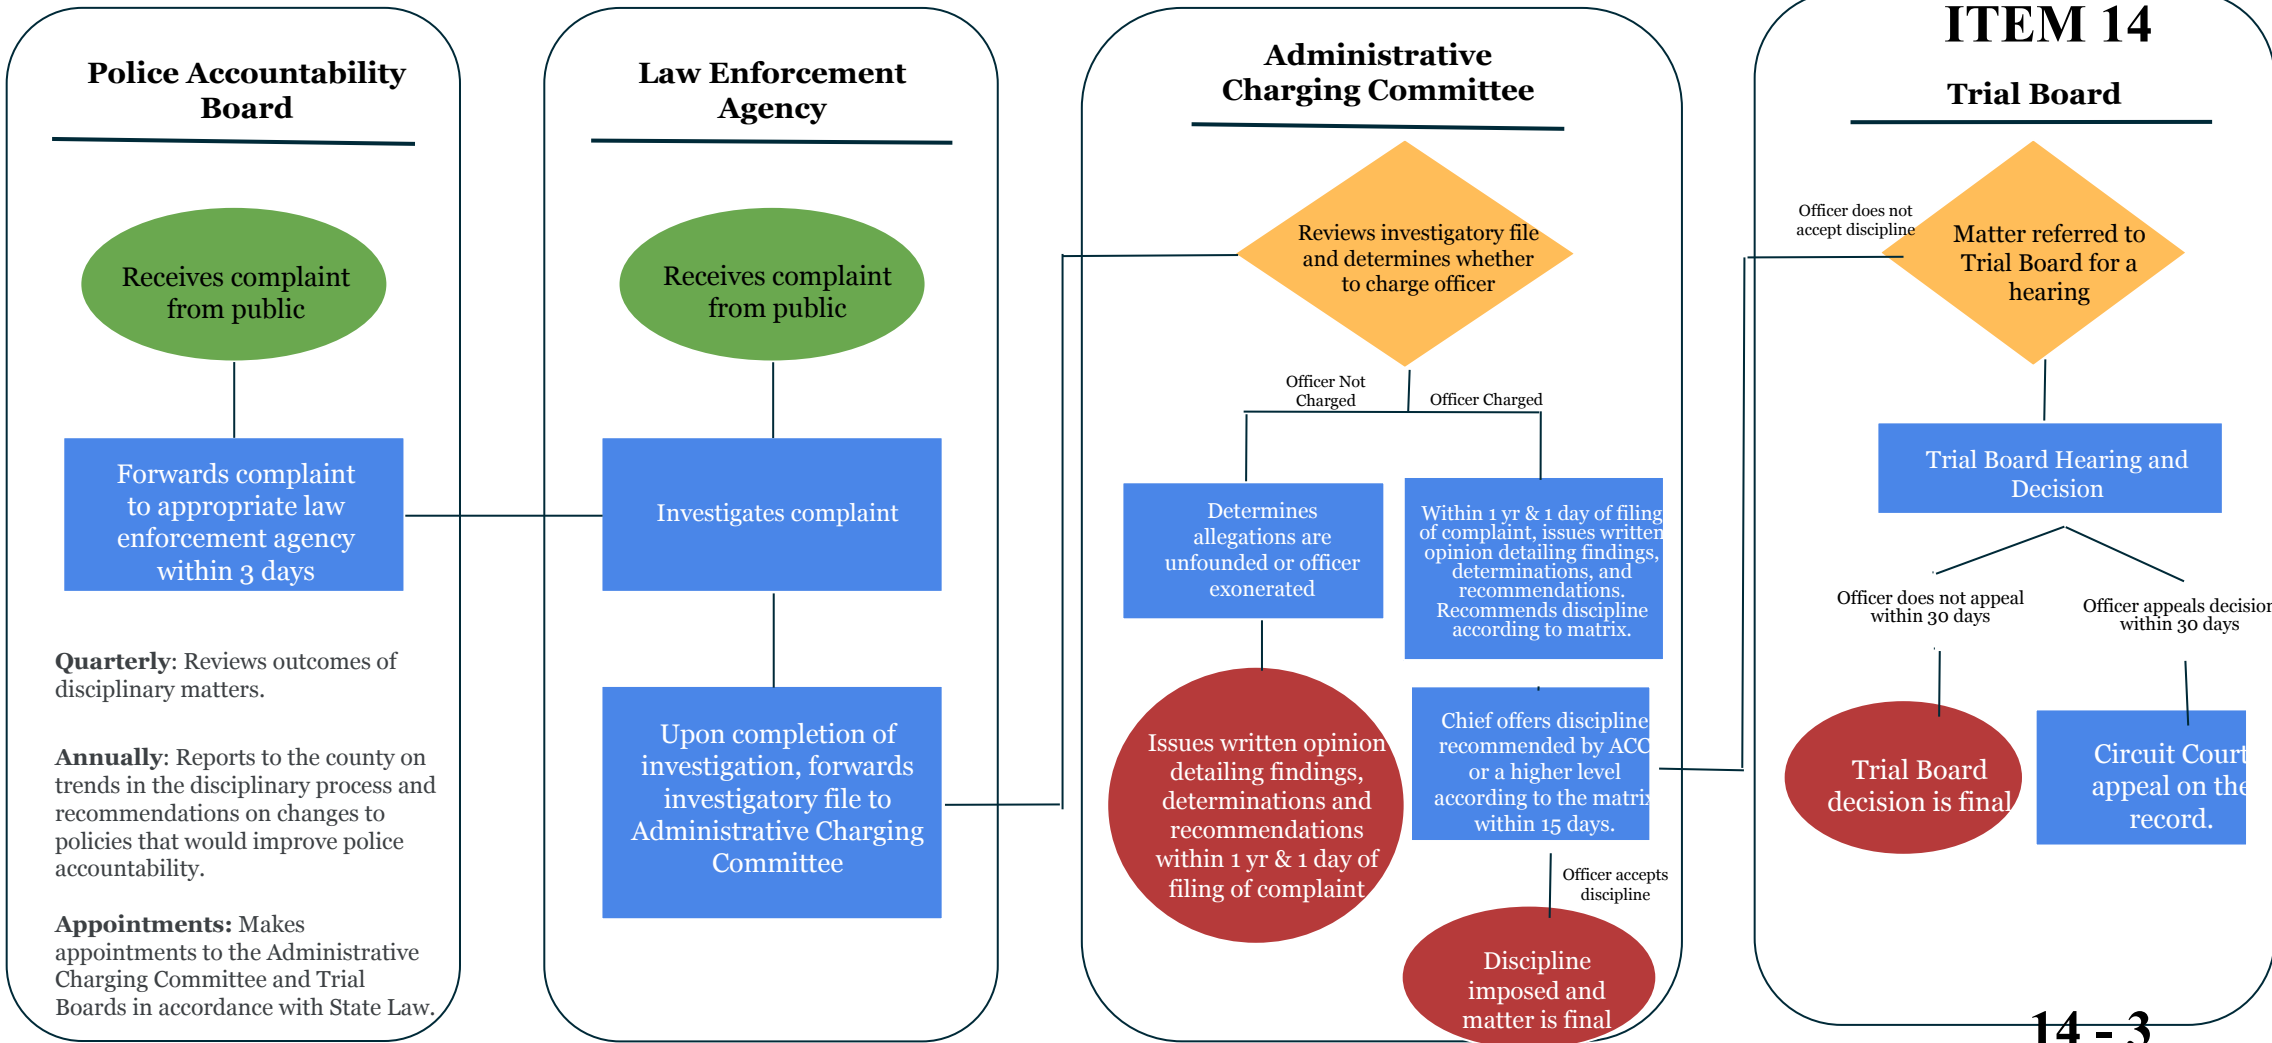 ITEM 14
Police Accountability
Board
Receives complaint
from public
Forwards complaint
to appropriate law
enforcement agency
within 3 days
Quarterly: Reviews outcomes of
disciplinary matters.
Annually: Reports to the county on
trends in the disciplinary process and
recommendations on changes to
policies that would improve police
accountability.
Appointments: Makes
appointments to the Administrative
Charging Committee and Trial
Boards in accordance with State Law.
Law Enforcement
Agency
Receives complaint
from public
Investigates complaint
Upon completion of
investigation, forwards
investigatory file to
Administrative Charging
Committee
Administrative
Charging Committee
Reviews investigatory file
and determines whether
to charge officer
Officer Not
Charged
Officer Charged
Determines
allegations are
unfounded or officer
exonerated
Issues written opinion
detailing findings,
determinations and
recommendations
within 1 yr & 1 day of
filing of complaint
Within 1 yr & 1 day of filing
of complaint, issues written
opinion detailing findings,
determinations, and
recommendations.
Recommends discipline
according to matrix.
Chief offers discipline
recommended by ACC
or a higher level
according to the matrix
within 15 days.
Officer accepts
discipline
Discipline
imposed and
matter is final
Trial Board
Officer does not
accept discipline
Matter referred to
Trial Board for a
hearing
Trial Board Hearing and
Decision
Officer does not appeal
within 30 days
Officer appeals decision
within 30 days
Trial Board
decision is final
Circuit Court
appeal on the
record.
14 - 3